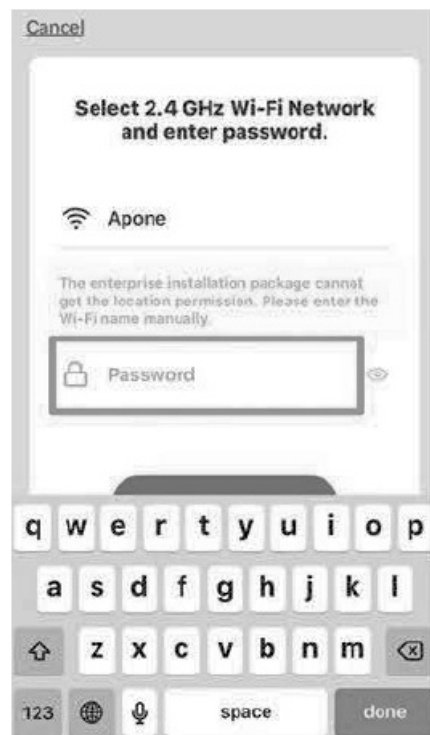 Cancel
Select 2.4 GHz Wi-Fi Network
and enter password.
Apone
The enterprise installation package cannot
get the location permission. Please enter the
Wi-Fi name manually.
Password
q w e r t y u i o p
a s d f g h j k l
z x c v b n m
123 space done